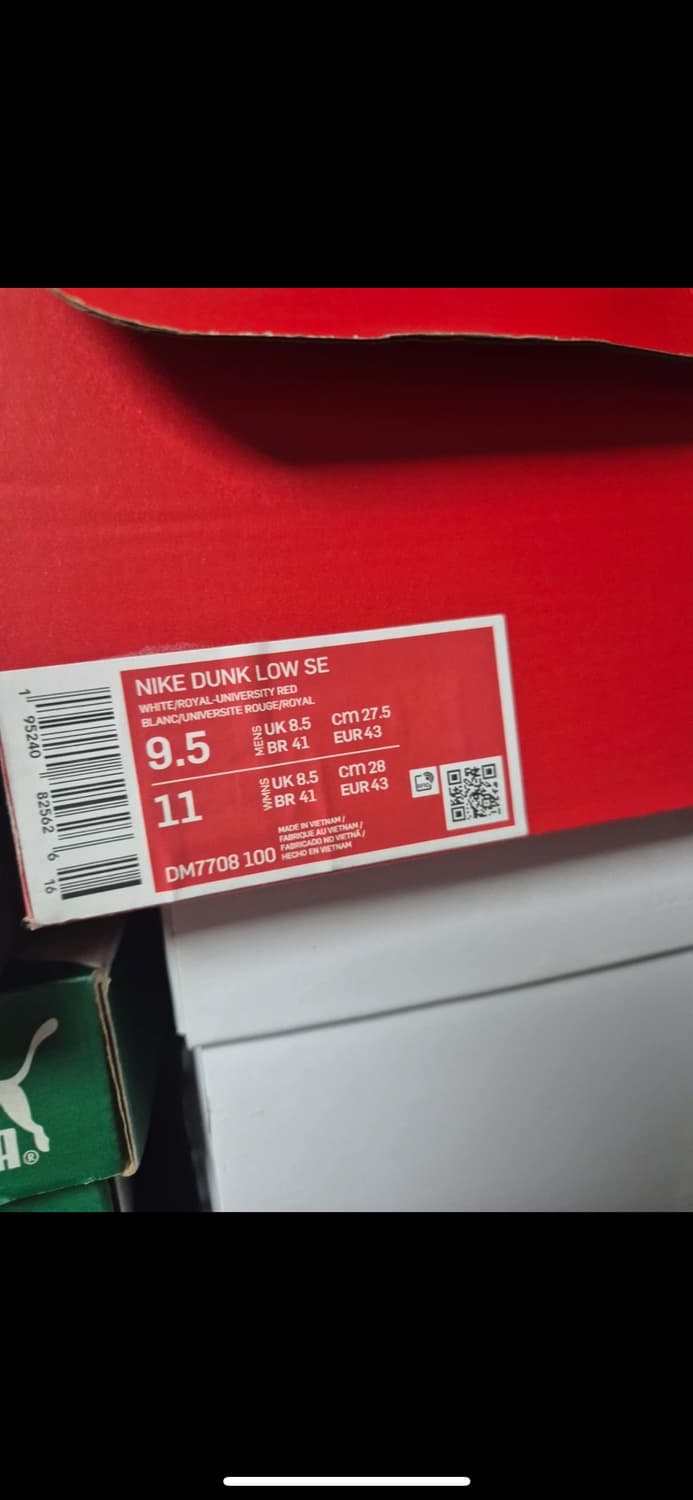 NIKE DUNK LOW SE
WHITE/ROYAL-UNIVERSITY RED
BLANC/UNIVERSITE ROUGE/ROYAL
9.5 MENS UK 8.5 cm 27.5
BR 41 EUR 43
11 WMNS UK 8.5 cm 28
BR 41 EUR 43
MADE IN VIETNAM /
FABRIQUE AU VIETNAM /
FABRICADO NO VIETNÃ /
HECHO EN VIETNAM
DM7708 100
1 95240 82562 6 16
RFID
A®